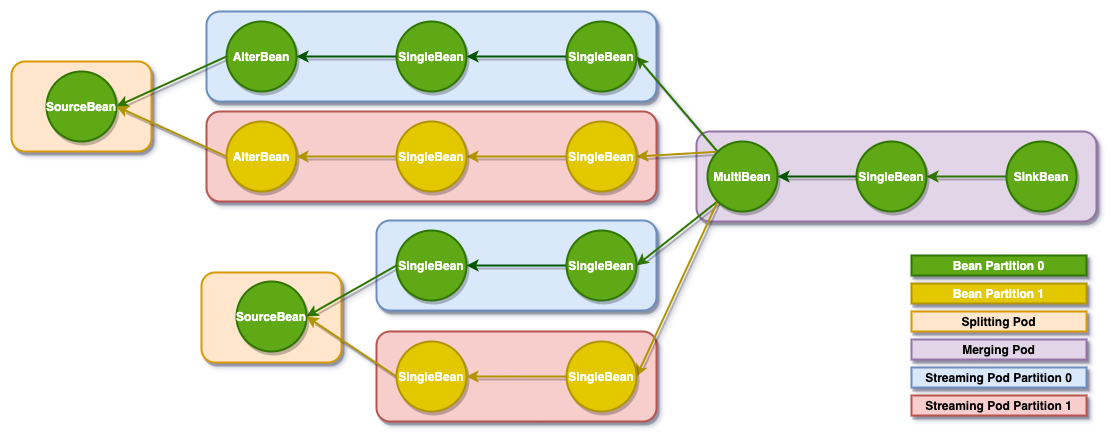 AlterBean
SingleBean
SingleBean
SourceBean
AlterBean
SingleBean
SingleBean
MultiBean
SingleBean
SinkBean
SingleBean
SingleBean
SourceBean
SingleBean
SingleBean
Bean Partition 0
Bean Partition 1
Splitting Pod
Merging Pod
Streaming Pod Partition 0
Streaming Pod Partition 1